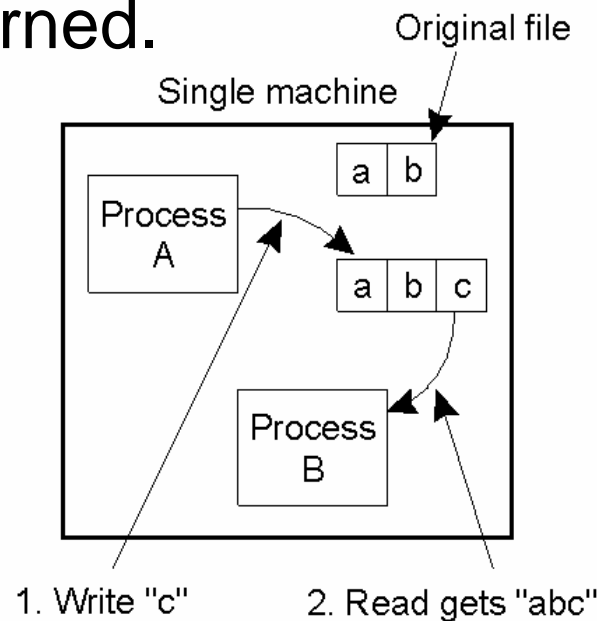 rned.
Original file
Single machine
a b
Process
A
a b c
Process
B
1. Write "c"
2. Read gets "abc"